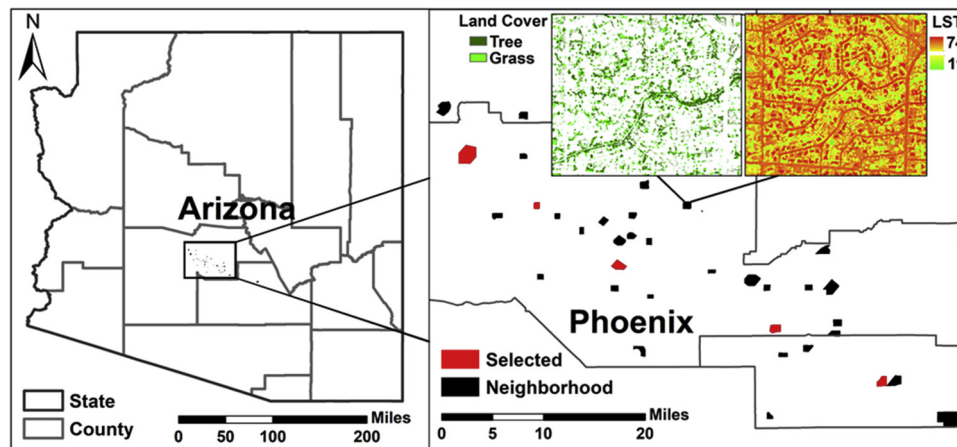 N
Arizona
State
County
Miles
0 50 100 200
Land Cover
Tree
Grass
LST
Phoenix
Selected
Neighborhood
Miles
0 5 10 20